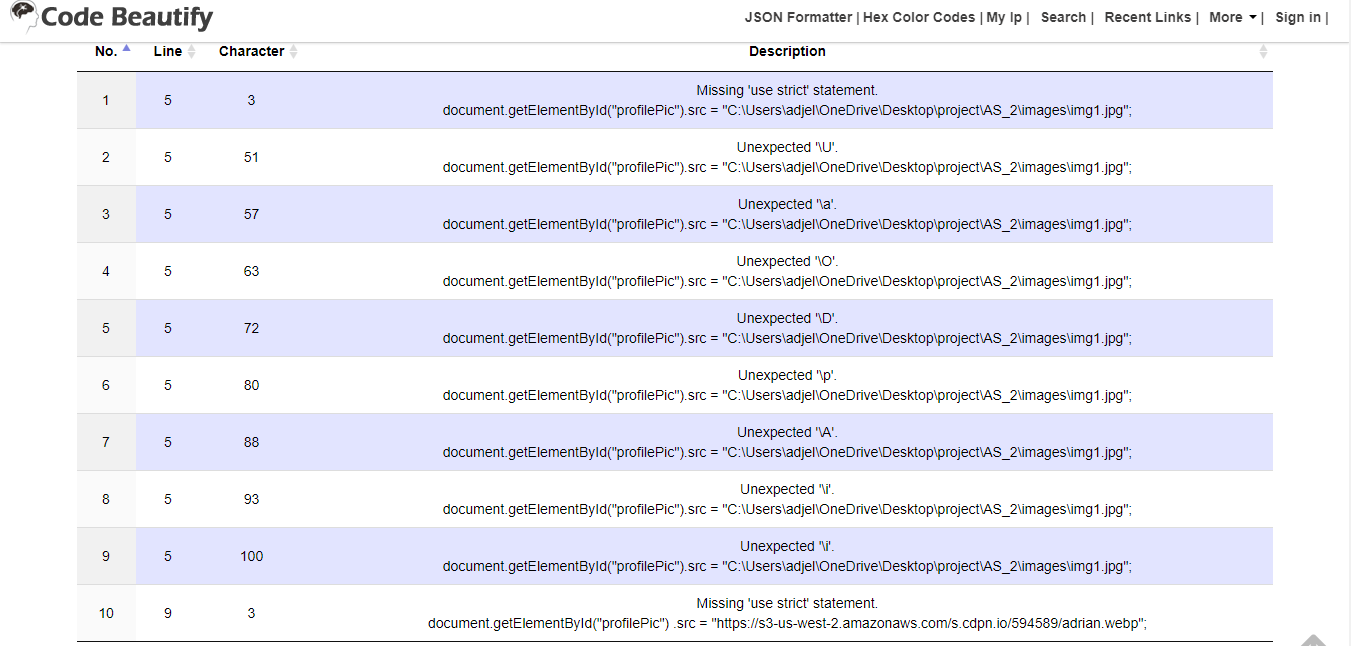 Code Beautify
JSON Formatter | Hex Color Codes | My Ip | Search | Recent Links | More | Sign in |
No. Line Character Description
1 5 3 Missing 'use strict' statement.
document.getElementById("profilePic").src = "C:\Users\adjel\OneDrive\Desktop\project\AS_2\images\img1.jpg";
2 5 51 Unexpected '\U'.
document.getElementById("profilePic").src = "C:\Users\adjel\OneDrive\Desktop\project\AS_2\images\img1.jpg";
3 5 57 Unexpected '\a'.
document.getElementById("profilePic").src = "C:\Users\adjel\OneDrive\Desktop\project\AS_2\images\img1.jpg";
4 5 63 Unexpected '\O'.
document.getElementById("profilePic").src = "C:\Users\adjel\OneDrive\Desktop\project\AS_2\images\img1.jpg";
5 5 72 Unexpected '\D'.
document.getElementById("profilePic").src = "C:\Users\adjel\OneDrive\Desktop\project\AS_2\images\img1.jpg";
6 5 80 Unexpected '\p'.
document.getElementById("profilePic").src = "C:\Users\adjel\OneDrive\Desktop\project\AS_2\images\img1.jpg";
7 5 88 Unexpected '\A'.
document.getElementById("profilePic").src = "C:\Users\adjel\OneDrive\Desktop\project\AS_2\images\img1.jpg";
8 5 93 Unexpected '\i'.
document.getElementById("profilePic").src = "C:\Users\adjel\OneDrive\Desktop\project\AS_2\images\img1.jpg";
9 5 100 Unexpected '\i'.
document.getElementById("profilePic").src = "C:\Users\adjel\OneDrive\Desktop\project\AS_2\images\img1.jpg";
10 9 3 Missing 'use strict' statement.
document.getElementById("profilePic") .src = "https://s3-us-west-2.amazonaws.com/s.cdpn.io/594589/adrian.webp";